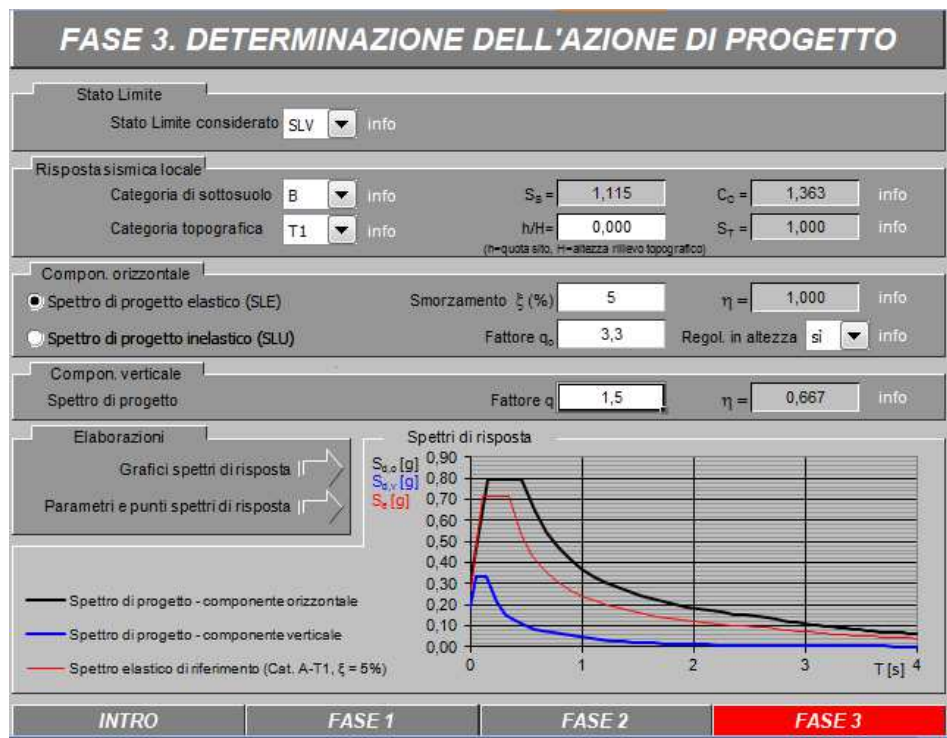 FASE 3. DETERMINAZIONE DELL'AZIONE DI PROGETTO
Stato Limite
Stato Limite considerato SLV info
Risposta sismica locale
Categoria di sottosuolo B info Sₛ = 1,115 C_C = 1,363 info
Categoria topografica T1 info h/H= 0,000 S_T = 1,000 info
(h=quota sito, H=altezza rilievo topografico)
Compon. orizzontale
Spettro di progetto elastico (SLE) Smorzamento ξ (%) 5 η = 1,000 info
Spettro di progetto inelastico (SLU) Fattore qₒ 3,3 Regol. in altezza sì info
Compon. verticale
Spettro di progetto Fattore q 1,5 η = 0,667 info
Elaborazioni
Grafici spettri di risposta
Parametri e punti spettri di risposta
Spettri di risposta
S_d,o [g]
S_d,v [g]
S_e [g]
0,90
0,80
0,70
0,60
0,50
0,40
0,30
0,20
0,10
0,00
0 1 2 3 T [s] 4
Spettro di progetto - componente orizzontale
Spettro di progetto - componente verticale
Spettro elastico di riferimento (Cat. A-T1, ξ = 5%)
INTRO FASE 1 FASE 2 FASE 3